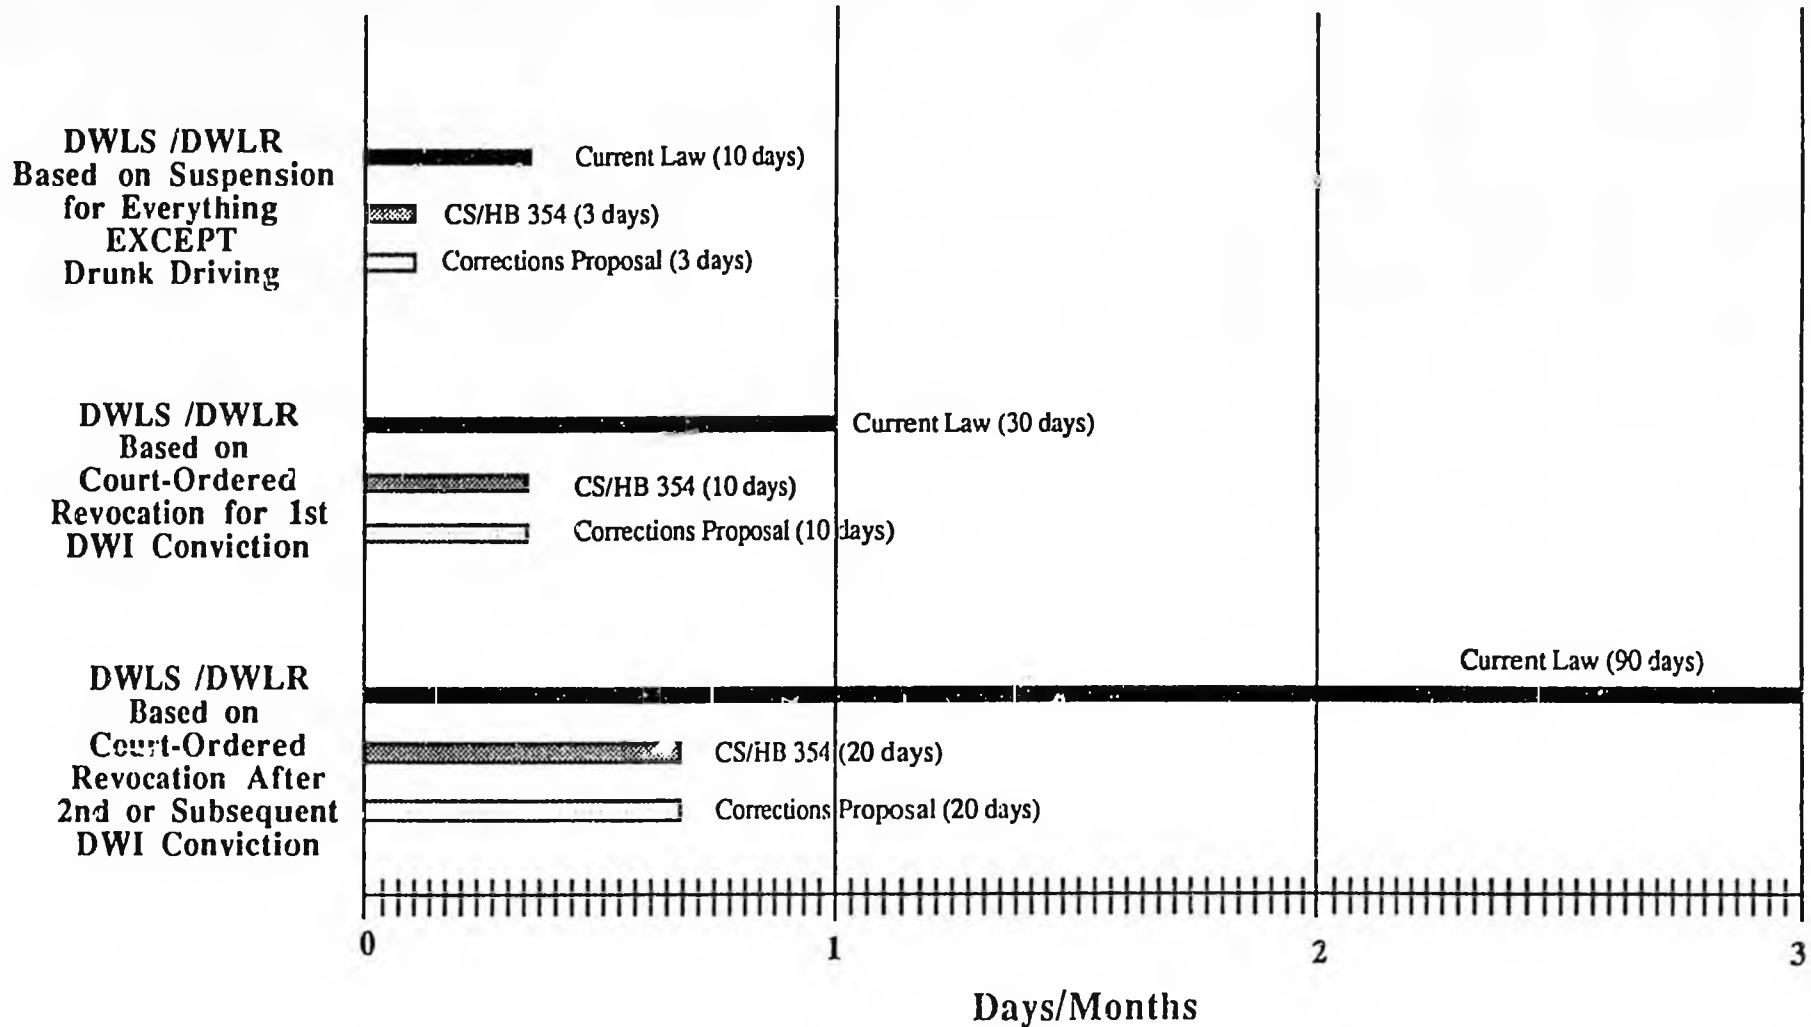 DWLS /DWLR
Based on Suspension
for Everything
EXCEPT
Drunk Driving
Current Law (10 days)
CS/HB 354 (3 days)
Corrections Proposal (3 days)
DWLS /DWLR
Based on
Court-Ordered
Revocation for 1st
DWI Conviction
Current Law (30 days)
CS/HB 354 (10 days)
Corrections Proposal (10 days)
DWLS /DWLR
Based on
Court-Ordered
Revocation After
2nd or Subsequent
DWI Conviction
Current Law (90 days)
CS/HB 354 (20 days)
Corrections Proposal (20 days)
0 1 2 3
Days/Months